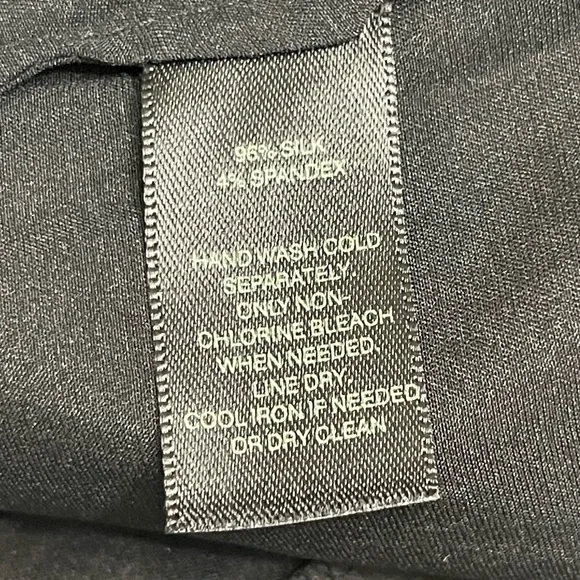 96% SILK
4% SPANDEX
HAND WASH COLD
SEPARATELY.
ONLY NON-
CHLORINE BLEACH
WHEN NEEDED.
LINE DRY.
COOL IRON IF NEEDED
OR DRY CLEAN